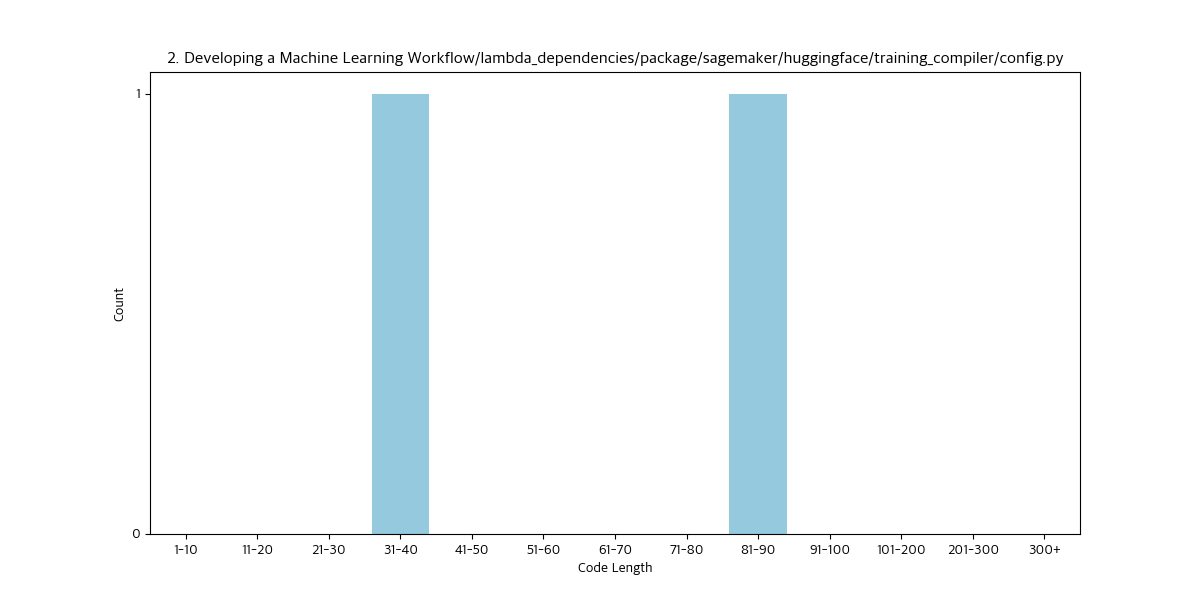 2. Developing a Machine Learning Workflow/lambda_dependencies/package/sagemaker/huggingface/training_compiler/config.py
1
Count
0
1-10 11-20 21-30 31-40 41-50 51-60 61-70 71-80 81-90 91-100 101-200 201-300 300+
Code Length